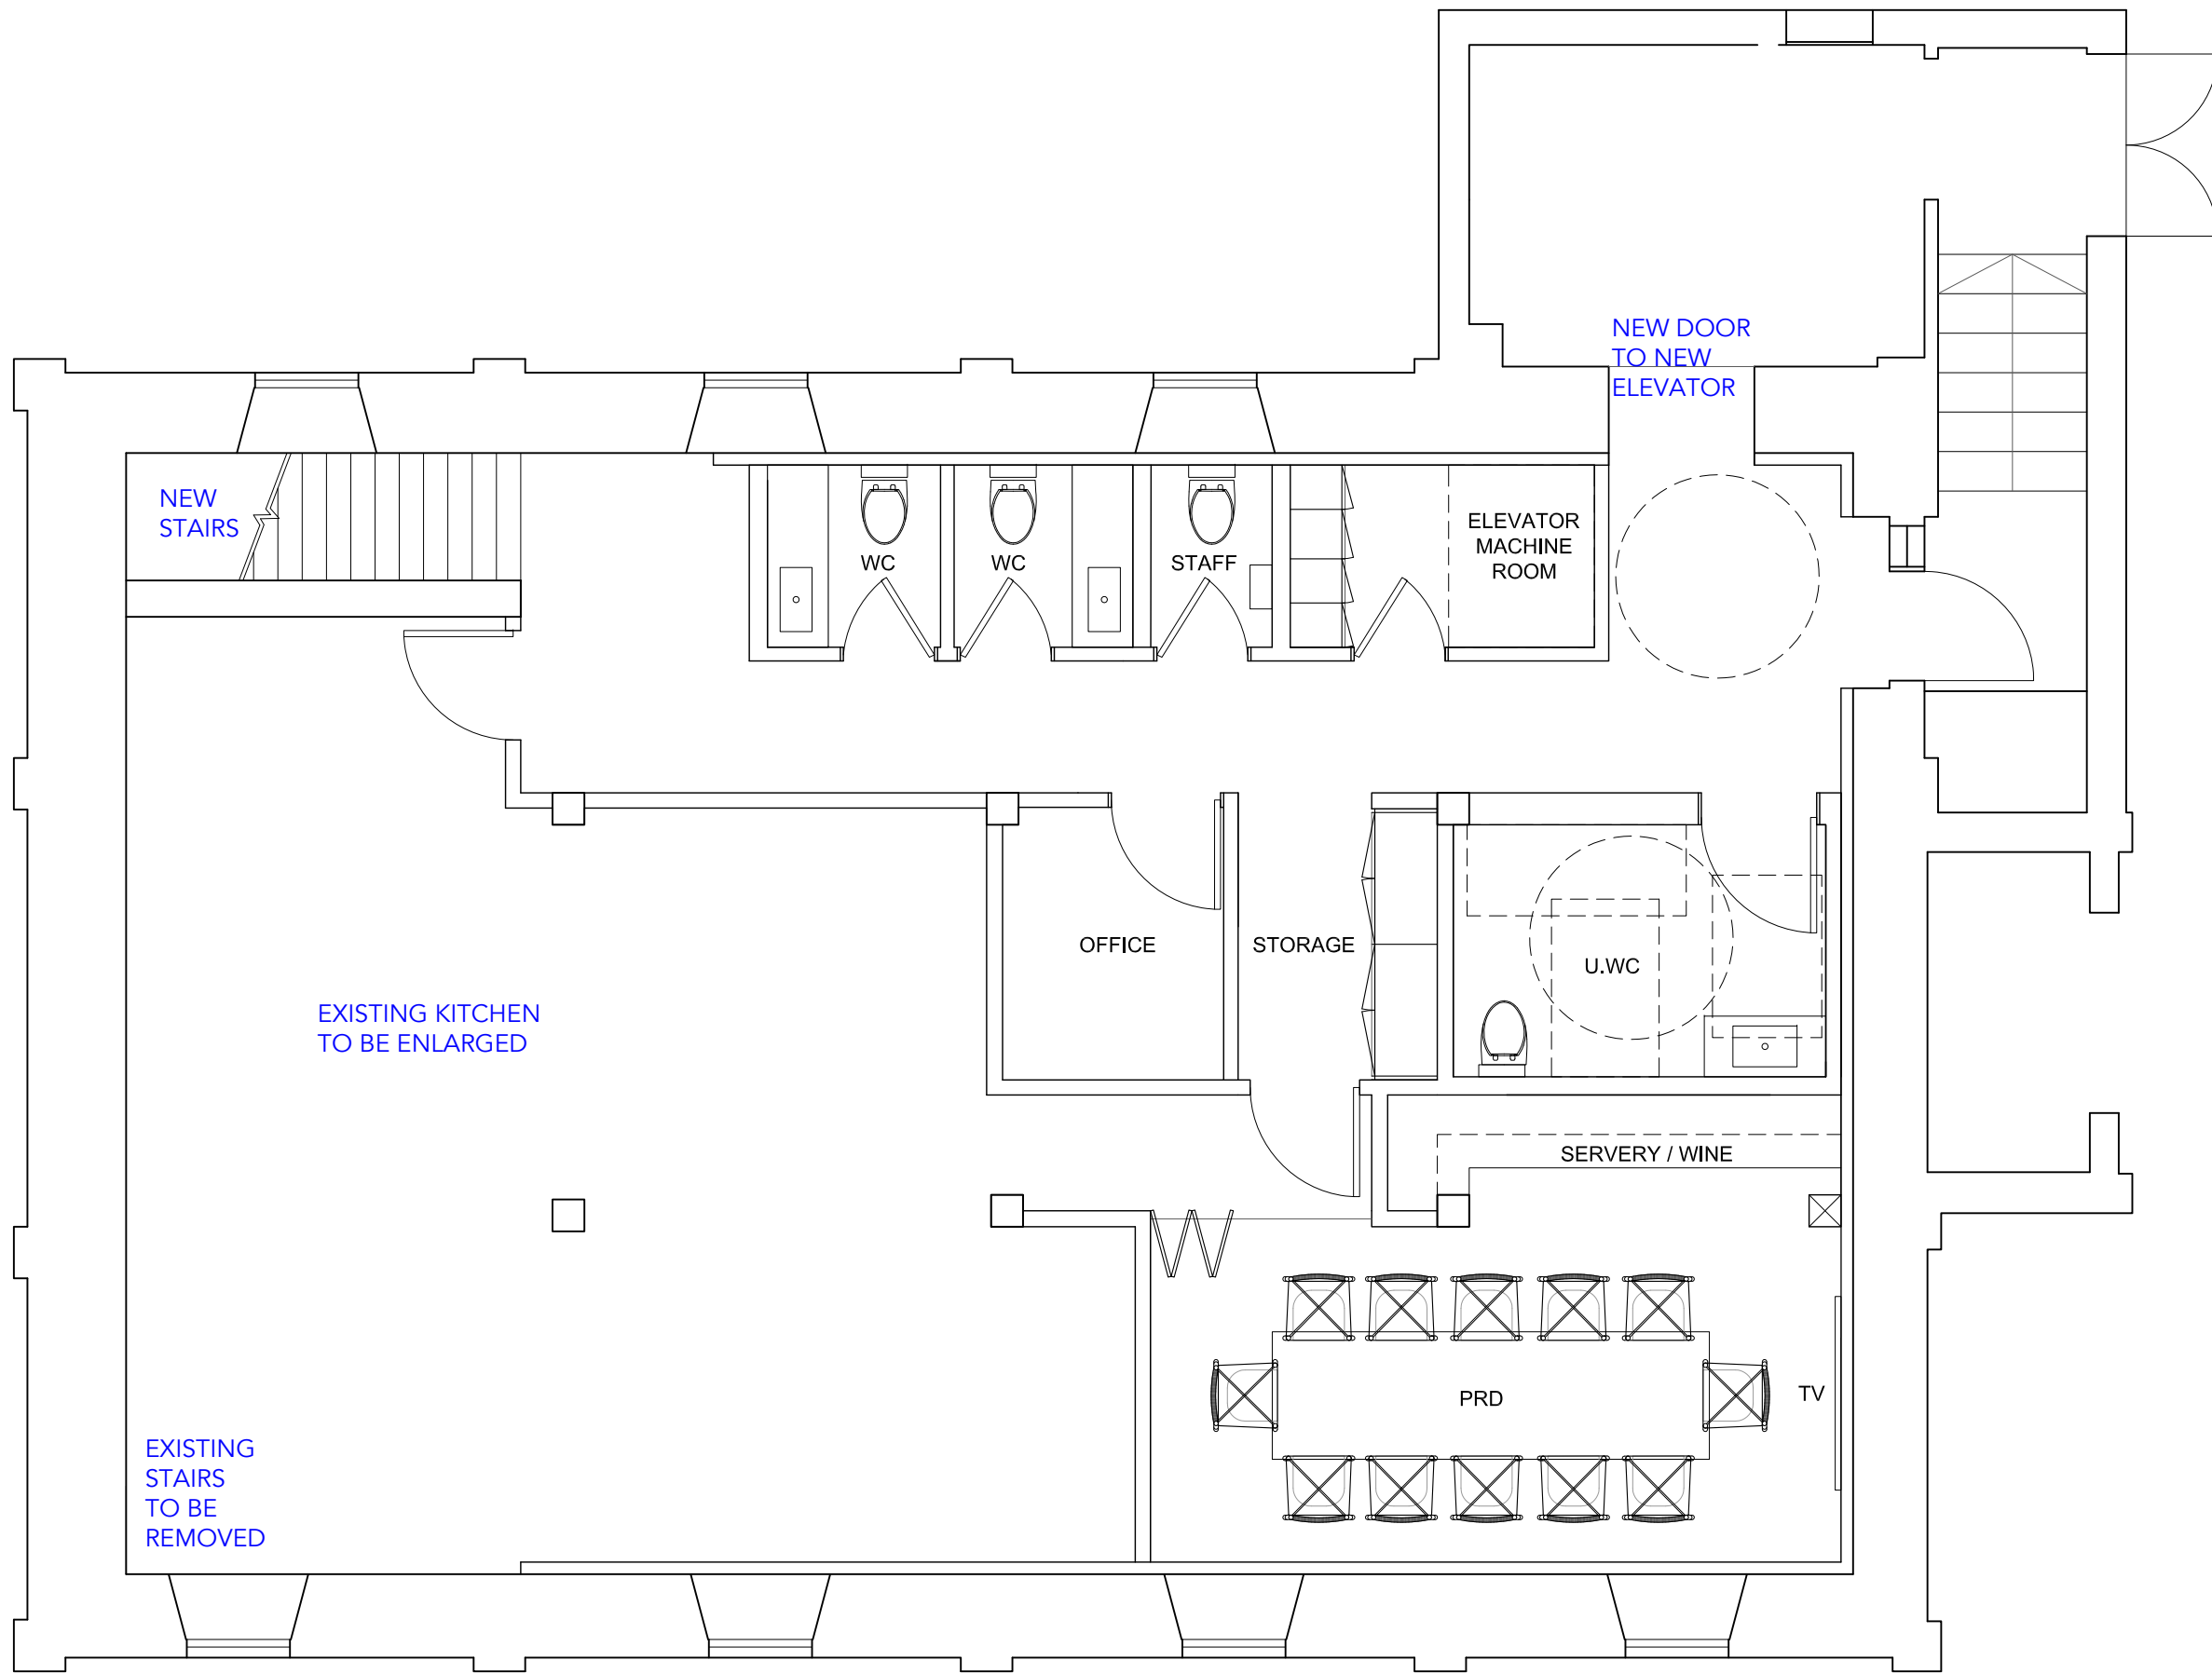 NEW DOOR
TO NEW
ELEVATOR
NEW
STAIRS
WC
WC
STAFF
ELEVATOR
MACHINE
ROOM
OFFICE
STORAGE
U.WC
EXISTING KITCHEN
TO BE ENLARGED
SERVERY / WINE
PRD
TV
EXISTING
STAIRS
TO BE
REMOVED